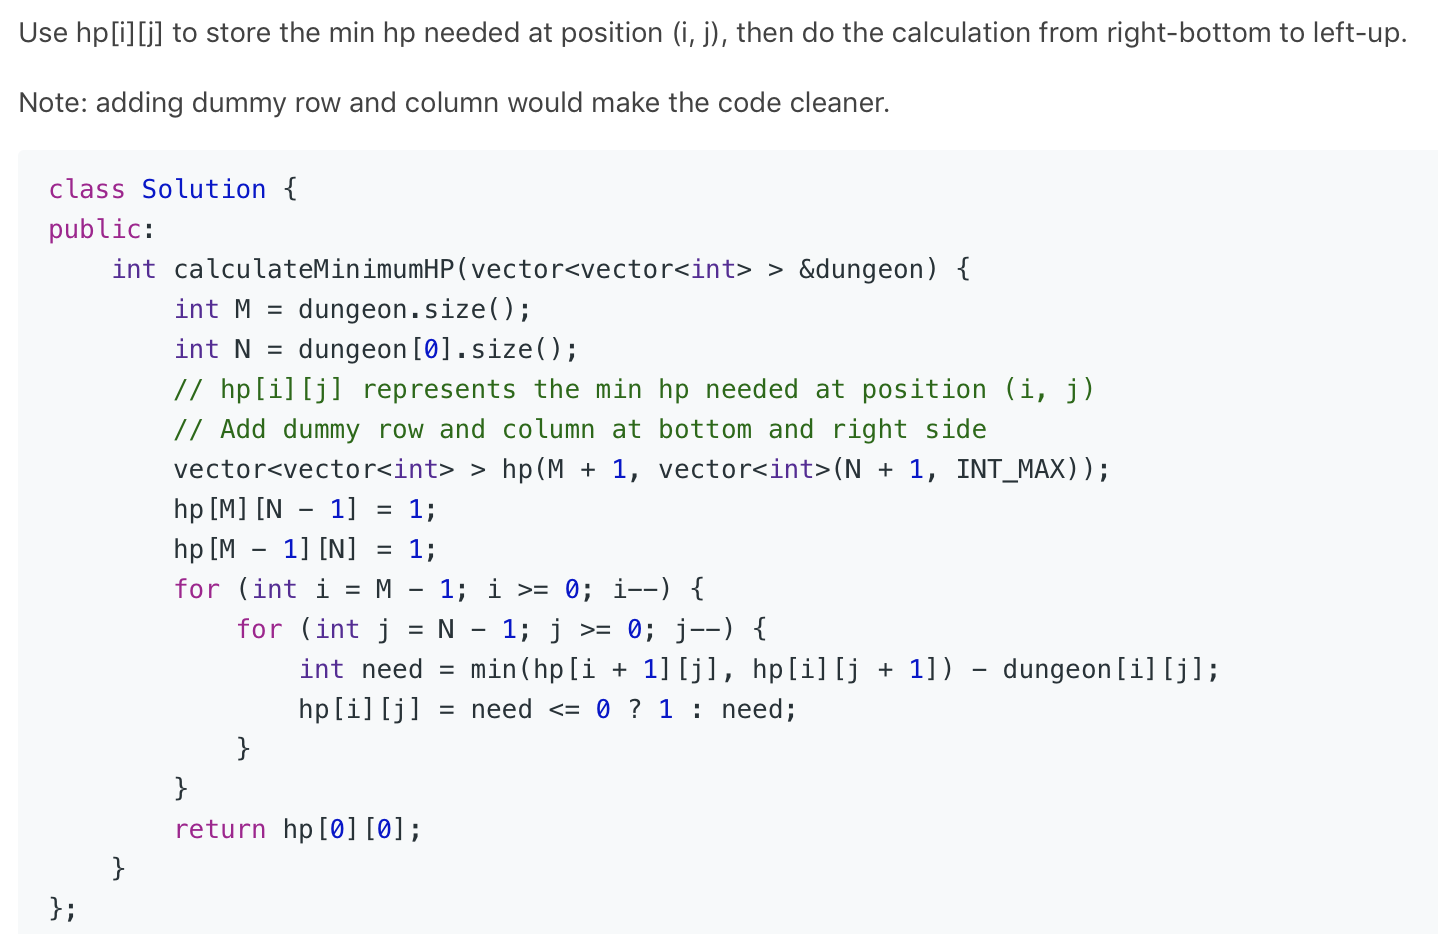 Use hp[i][j] to store the min hp needed at position (i, j), then do the calculation from right-bottom to left-up.
Note: adding dummy row and column would make the code cleaner.
class Solution {
public:
    int calculateMinimumHP(vector<vector<int> > &dungeon) {
        int M = dungeon.size();
        int N = dungeon[0].size();
        // hp[i][j] represents the min hp needed at position (i, j)
        // Add dummy row and column at bottom and right side
        vector<vector<int> > hp(M + 1, vector<int>(N + 1, INT_MAX));
        hp[M][N - 1] = 1;
        hp[M - 1][N] = 1;
        for (int i = M - 1; i >= 0; i--) {
            for (int j = N - 1; j >= 0; j--) {
                int need = min(hp[i + 1][j], hp[i][j + 1]) - dungeon[i][j];
                hp[i][j] = need <= 0 ? 1 : need;
            }
        }
        return hp[0][0];
    }
};